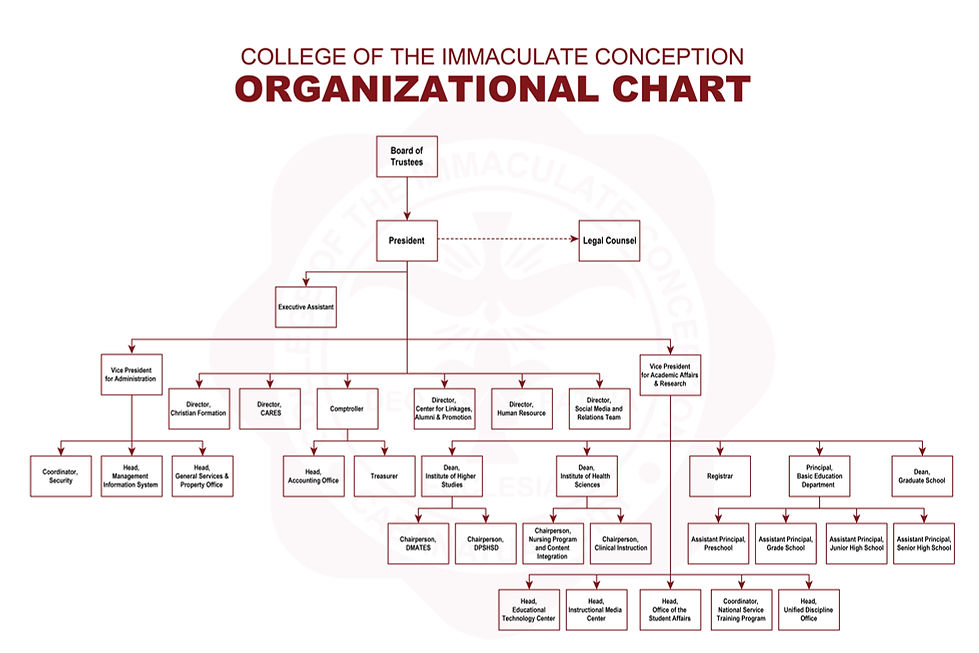 COLLEGE OF THE IMMACULATE CONCEPTION
ORGANIZATIONAL CHART
Board of
Trustees
President
Legal Counsel
Executive Assistant
Vice President
for Administration
Vice President
for Academic Affairs
& Research
Director,
Christian Formation
Director,
CARES
Comptroller
Director,
Center for Linkages,
Alumni & Promotion
Director,
Human Resource
Director,
Social Media and
Relations Team
Coordinator,
Security
Head,
Management
Information System
Head,
General Services &
Property Office
Head,
Accounting Office
Treasurer
Dean,
Institute of Higher
Studies
Dean,
Institute of Health
Sciences
Registrar
Principal,
Basic Education
Department
Dean,
Graduate School
Chairperson,
DMATES
Chairperson,
DPSHSD
Chairperson,
Nursing Program
and Content
Integration
Chairperson,
Clinical Instruction
Assistant Principal,
Preschool
Assistant Principal,
Grade School
Assistant Principal,
Junior High School
Assistant Principal,
Senior High School
Head,
Educational
Technology Center
Head,
Instructional Media
Center
Head,
Office of the
Student Affairs
Coordinator,
National Service
Training Program
Head,
Unified Discipline
Office